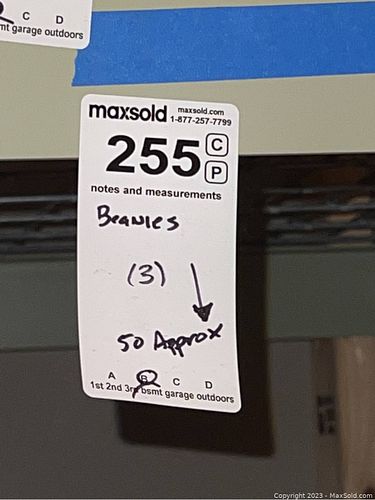 C D
mt garage outdoors
maxsold maxsold.com
1-877-257-7799
255 C
P
notes and measurements
Beanies
(3)
50 Approx
A B C D
1st 2nd 3rd bsmt garage outdoors
Copyright 2023 - MaxSold.com